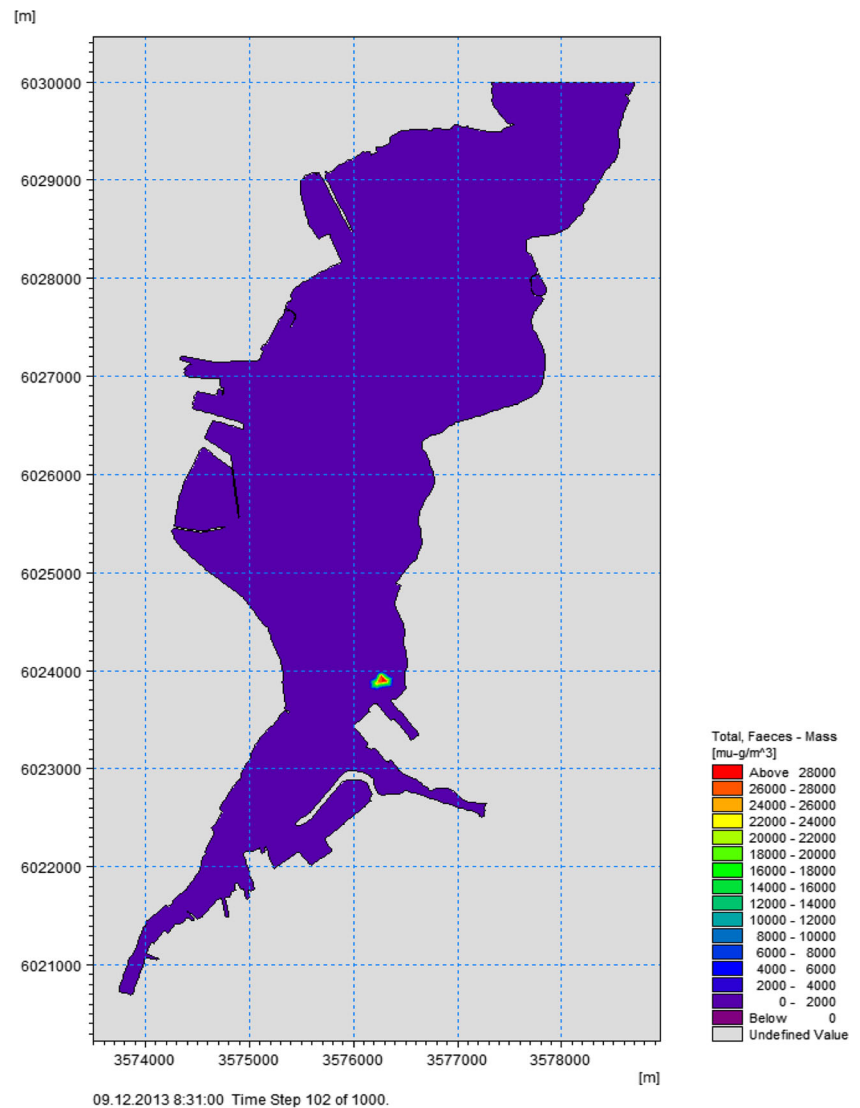 [m]
6030000
6029000
6028000
6027000
6026000
6025000
6024000
6023000
6022000
6021000
3574000 3575000 3576000 3577000 3578000
[m]
09.12.2013 8:31:00 Time Step 102 of 1000.
Total, Faeces - Mass
[mu-g/m^3]
Above 28000
26000 - 28000
24000 - 26000
22000 - 24000
20000 - 22000
18000 - 20000
16000 - 18000
14000 - 16000
12000 - 14000
10000 - 12000
8000 - 10000
6000 - 8000
4000 - 6000
2000 - 4000
0 - 2000
Below 0
Undefined Value